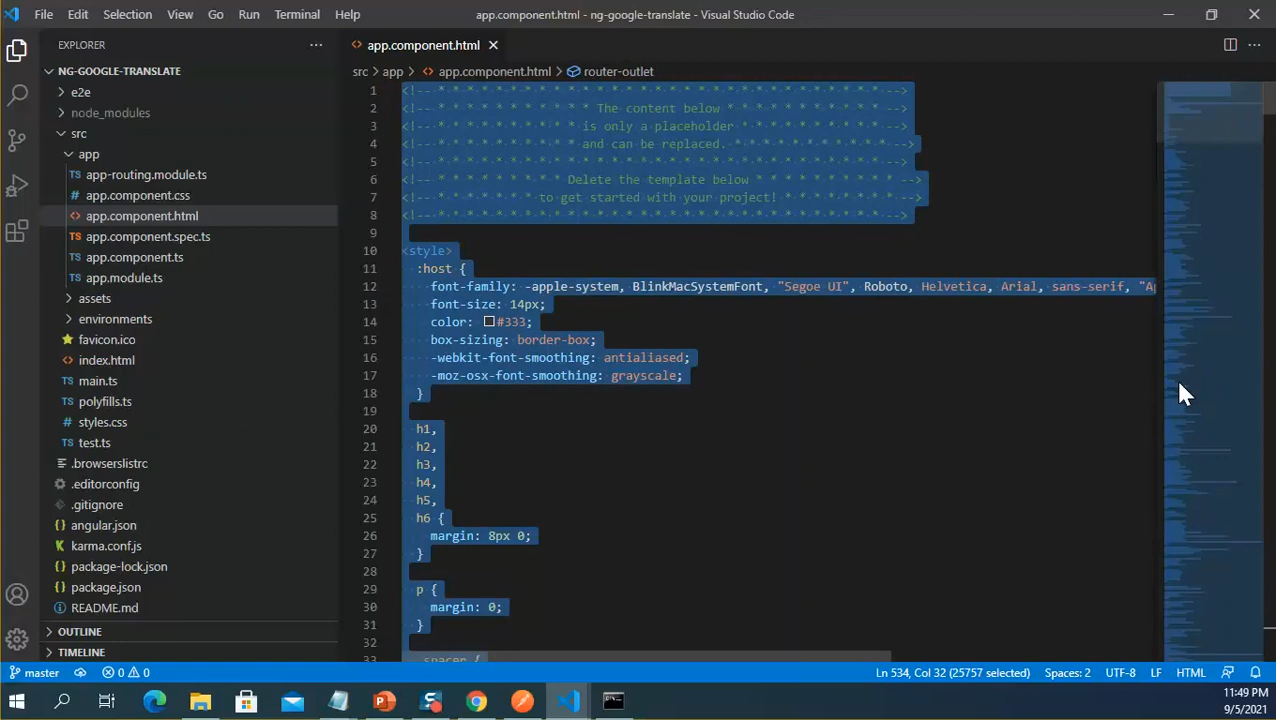 File Edit Selection View Go Run Terminal Help
app.component.html - ng-google-translate - Visual Studio Code
EXPLORER
NG-GOOGLE-TRANSLATE
e2e
node_modules
src
app
TS app-routing.module.ts
# app.component.css
<> app.component.html
TS app.component.spec.ts
TS app.component.ts
TS app.module.ts
assets
environments
favicon.ico
<> index.html
TS main.ts
TS polyfills.ts
# styles.css
TS test.ts
.browserslistrc
.editorconfig
.gitignore
{} angular.json
karma.conf.js
{} package-lock.json
{} package.json
README.md
OUTLINE
TIMELINE
<> app.component.html
src > app > <> app.component.html > router-outlet
1 <!-- * * * * * * * * * * * * * * * * * * * * * * * * * * * * * * * -->
2 <!-- * * * * * * * * * * * The content below * * * * * * * * * * * -->
3 <!-- * * * * * * * * * * is only a placeholder * * * * * * * * * * -->
4 <!-- * * * * * * * * * * and can be replaced. * * * * * * * * * * * -->
5 <!-- * * * * * * * * * * * * * * * * * * * * * * * * * * * * * * * -->
6 <!-- * * * * * * * * * Delete the template below * * * * * * * * * * -->
7 <!-- * * * * * * * to get started with your project! * * * * * * * * -->
8 <!-- * * * * * * * * * * * * * * * * * * * * * * * * * * * * * * * -->
9
10 <style>
11 :host {
12 font-family: -apple-system, BlinkMacSystemFont, "Segoe UI", Roboto, Helvetica, Arial, sans-serif, "Ap
13 font-size: 14px;
14 color: #333;
15 box-sizing: border-box;
16 -webkit-font-smoothing: antialiased;
17 -moz-osx-font-smoothing: grayscale;
18 }
19
20 h1,
21 h2,
22 h3,
23 h4,
24 h5,
25 h6 {
26 margin: 8px 0;
27 }
28
29 p {
30 margin: 0;
31 }
32
33 .spacer {
master 0 0
Ln 534, Col 32 (25757 selected) Spaces: 2 UTF-8 LF HTML
11:49 PM
9/5/2021